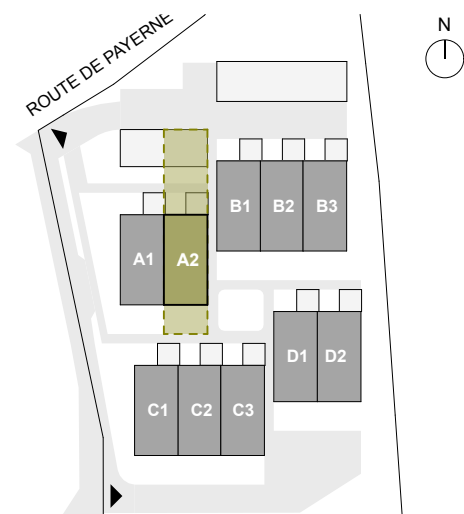 ROUTE DE PAYERNE
N
B1 B2 B3
A1 A2
D1 D2
C1 C2 C3